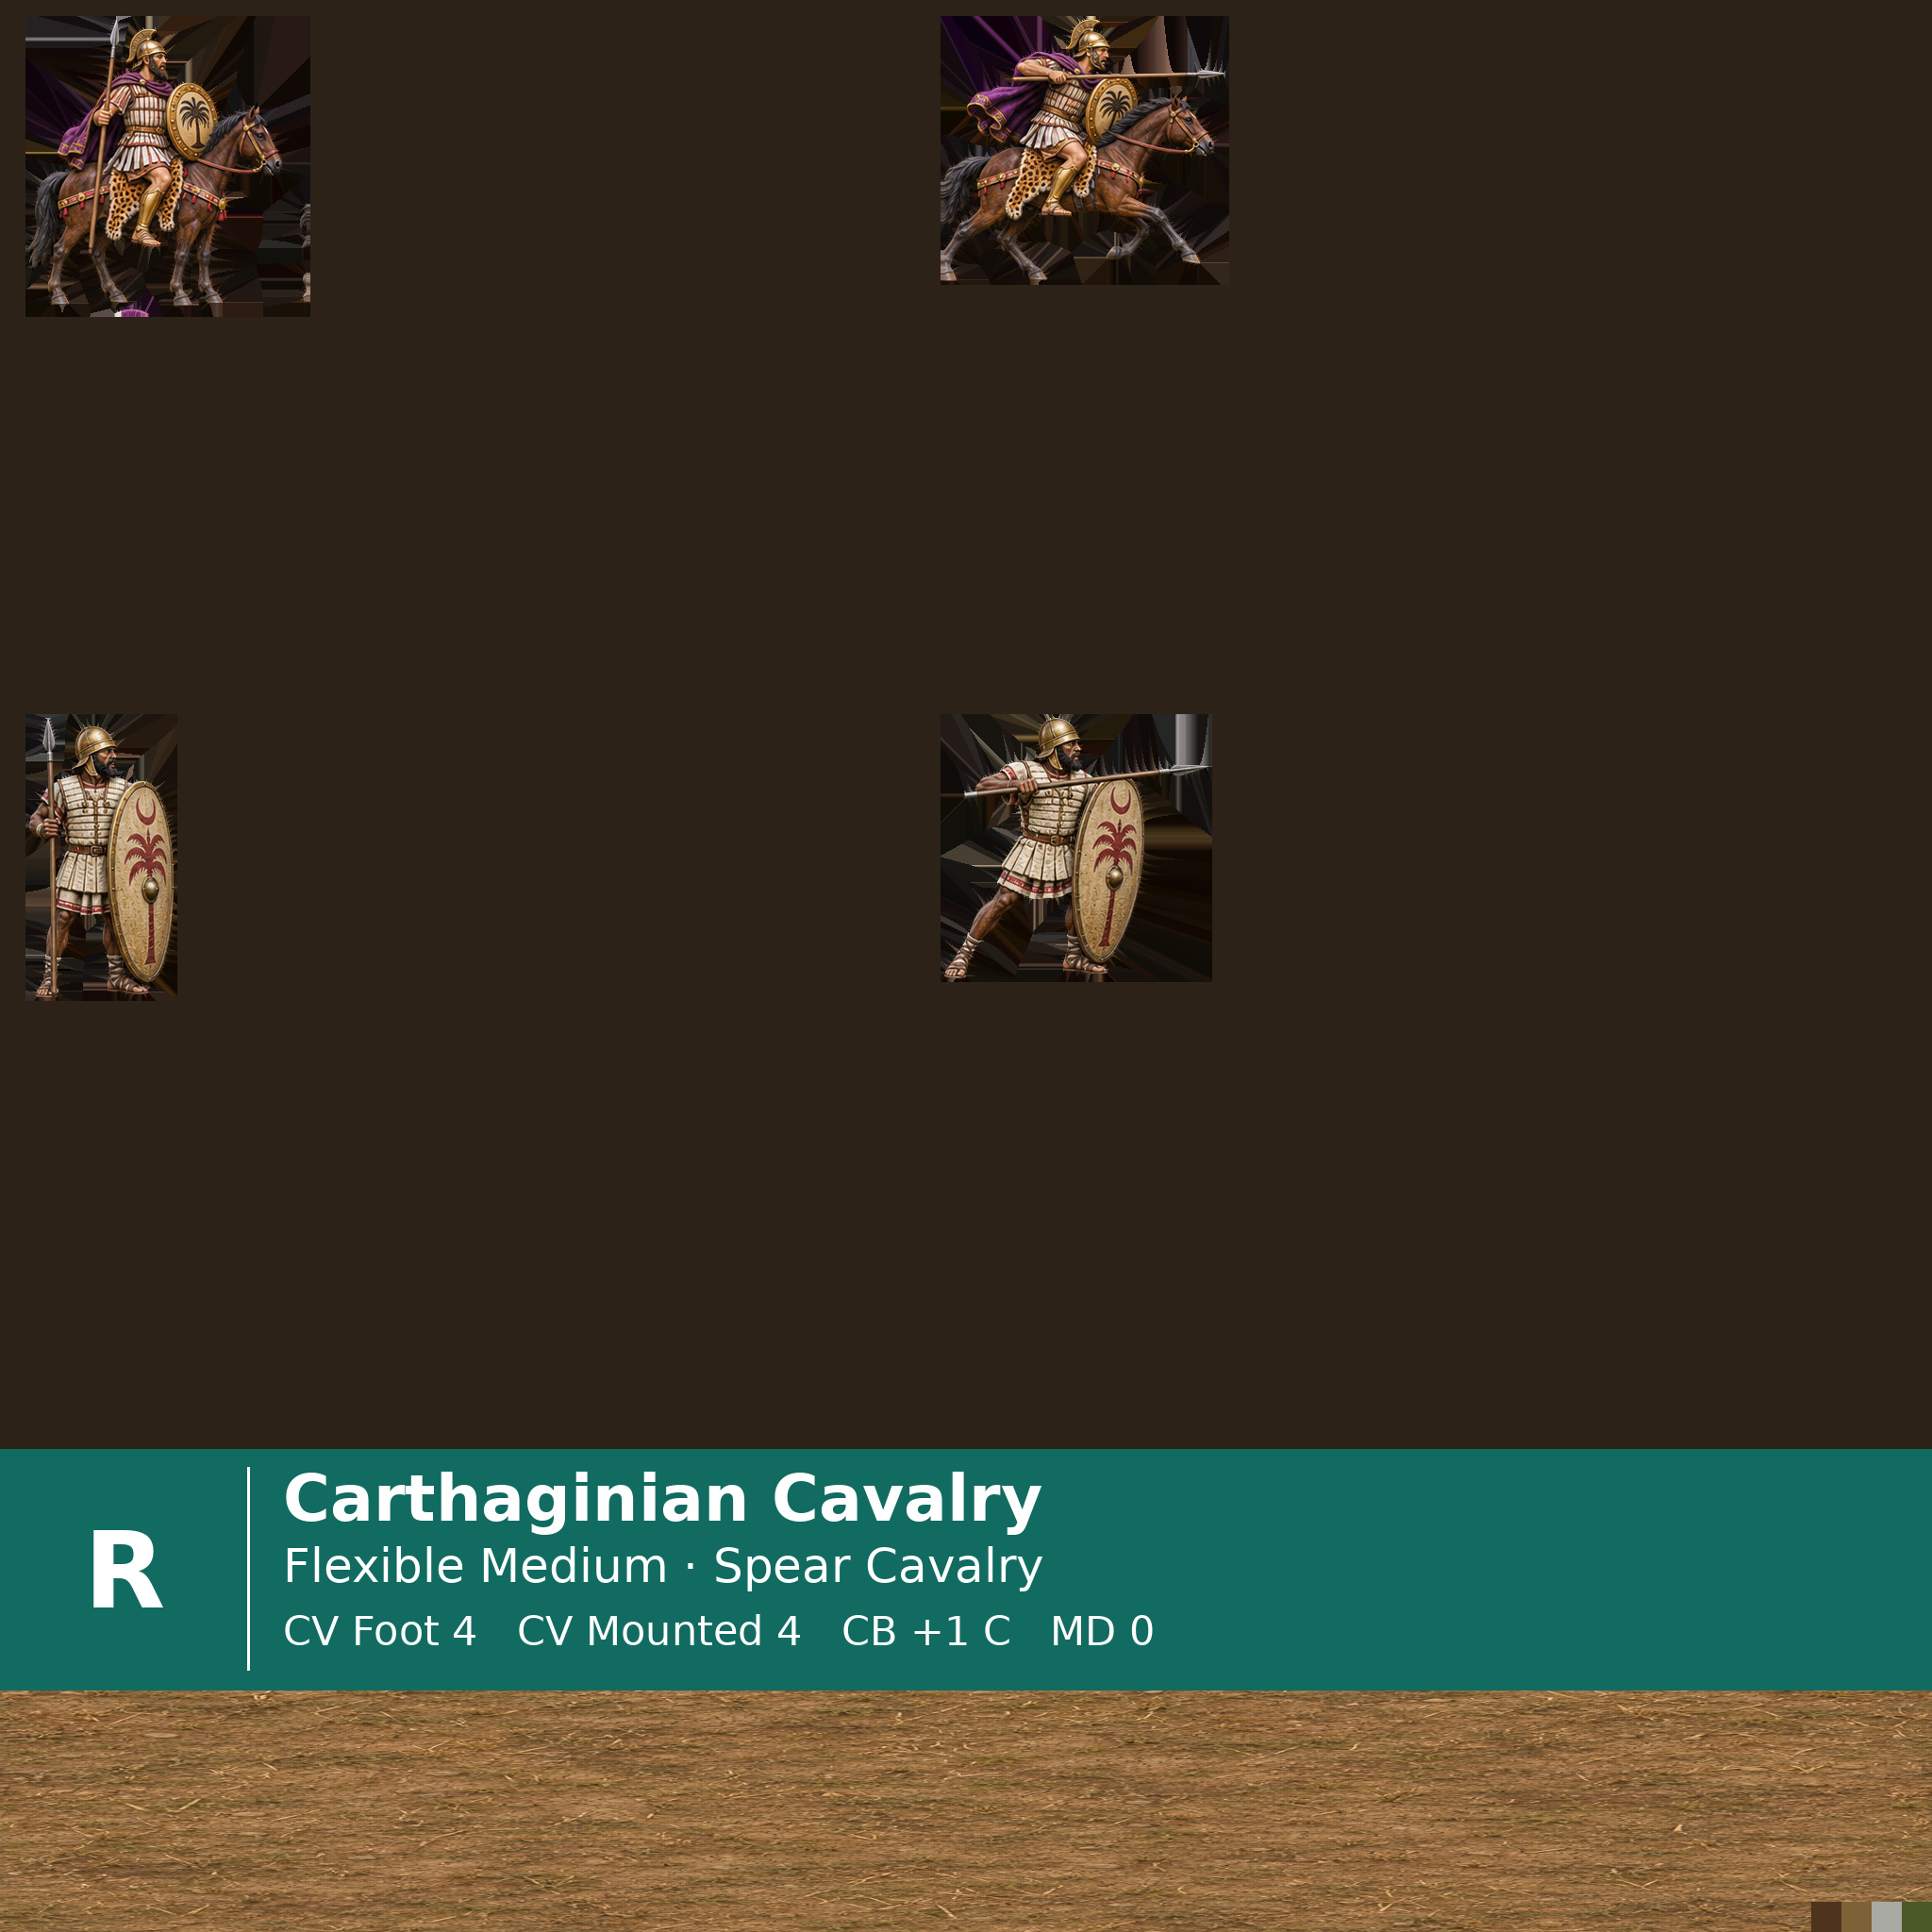 R
Carthaginian Cavalry
Flexible Medium · Spear Cavalry
CV Foot 4 CV Mounted 4 CB +1 C MD 0